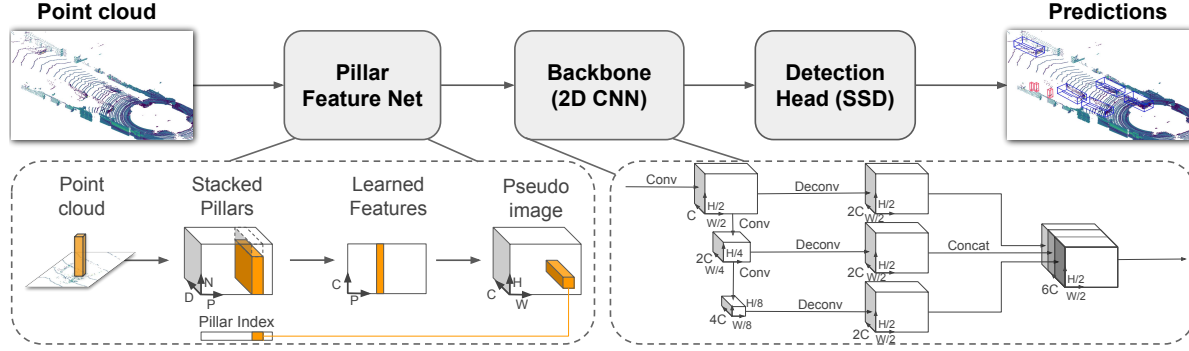 Point cloud
Predictions
Pillar
Feature Net
Backbone
(2D CNN)
Detection
Head (SSD)
Point
cloud
Stacked
Pillars
Learned
Features
Pseudo
image
D
N
P
C
P
C
H
W
Pillar Index
Conv
C
H/2
W/2
Conv
2C
H/4
W/4
Conv
4C
H/8
W/8
Deconv
2C
H/2
W/2
Deconv
2C
H/2
W/2
Deconv
2C
H/2
W/2
Concat
6C
H/2
W/2